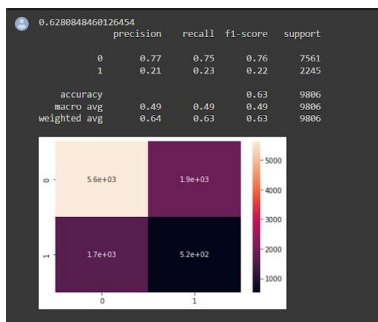 0.6280848460126454
precision recall f1-score support
0 0.77 0.75 0.76 7561
1 0.21 0.23 0.22 2245
accuracy 0.63 9806
macro avg 0.49 0.49 0.49 9806
weighted avg 0.64 0.63 0.63 9806
5000
0 5.6e+03 1.9e+03
4000
3000
1 1.7e+03 5.2e+02
2000
1000
0 1